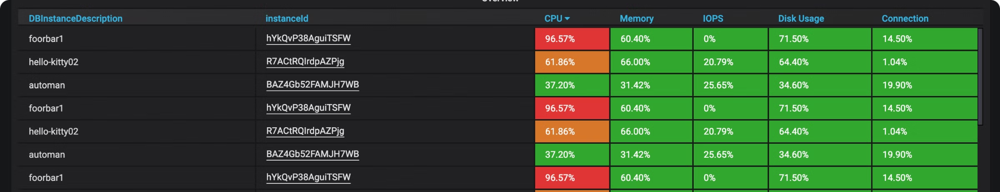 Overview
DBInstanceDescription instanceId CPU Memory IOPS Disk Usage Connection
foorbar1 hYkQvP38AguiTSFW 96.57% 60.40% 0% 71.50% 14.50%
hello-kitty02 R7ACtRQIrdpAZPjg 61.86% 66.00% 20.79% 64.40% 1.04%
automan BAZ4Gb52FAMJH7WB 37.20% 31.42% 25.65% 34.60% 19.90%
foorbar1 hYkQvP38AguiTSFW 96.57% 60.40% 0% 71.50% 14.50%
hello-kitty02 R7ACtRQIrdpAZPjg 61.86% 66.00% 20.79% 64.40% 1.04%
automan BAZ4Gb52FAMJH7WB 37.20% 31.42% 25.65% 34.60% 19.90%
foorbar1 hYkQvP38AguiTSFW 96.57% 60.40% 0% 71.50% 14.50%